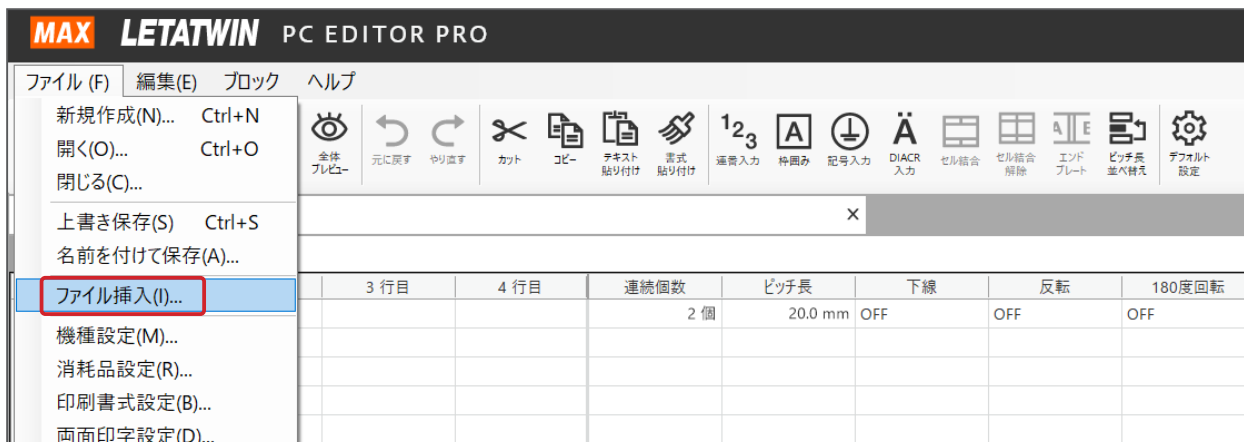 MAX LETATWIN PC EDITOR PRO
ファイル (F) 編集(E) ブロック ヘルプ
新規作成(N)... Ctrl+N
開く(O)... Ctrl+O
閉じる(C)...
上書き保存(S) Ctrl+S
名前を付けて保存(A)...
ファイル挿入(I)...
機種設定(M)...
消耗品設定(R)...
印刷書式設定(B)...
両面印字設定(D)...
全体
プレビュー
元に戻す
やり直す
カット
コピー
テキスト
貼り付け
書式
貼り付け
123
連番入力
A
枠囲み
記号入力
Ä
DIACR
入力
セル結合
セル結合
解除
A E
エンド
プレート
ピッチ長
並べ替え
デフォルト
設定
×
3 行目 4 行目 連続個数 ピッチ長 下線 反転 180度回転
2 個 20.0 mm OFF OFF OFF